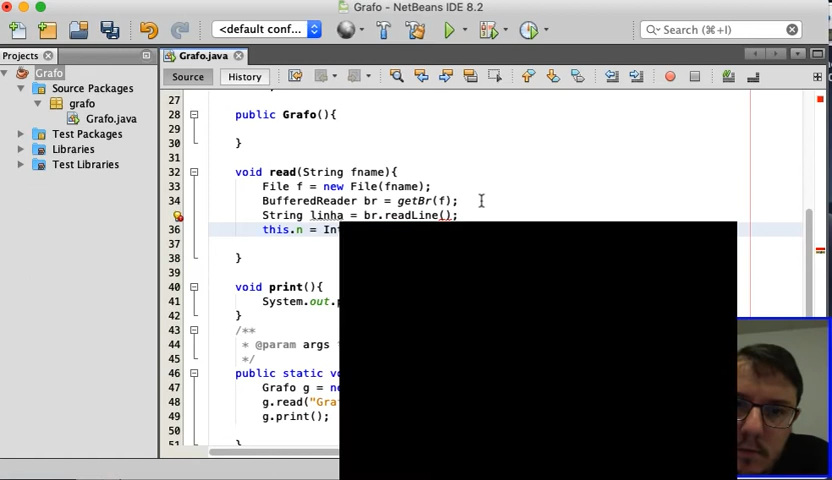 Grafo - NetBeans IDE 8.2
<default conf...
Search (⌘+I)
Projects
Grafo.java
Grafo
Source Packages
grafo
Grafo.java
Test Packages
Libraries
Test Libraries
Source
History
27
28 public Grafo(){
29
30 }
31
32 void read(String fname){
33 File f = new File(fname);
34 BufferedReader br = getBr(f);
String linha = br.readLine();
36 this.n = Int
37
38 }
39
40 void print(){
41 System.out.p
42 }
43 /**
44 * @param args
45 */
46 public static vo
47 Grafo g = ne
48 g.read("Graf
49 g.print();
50
51 }